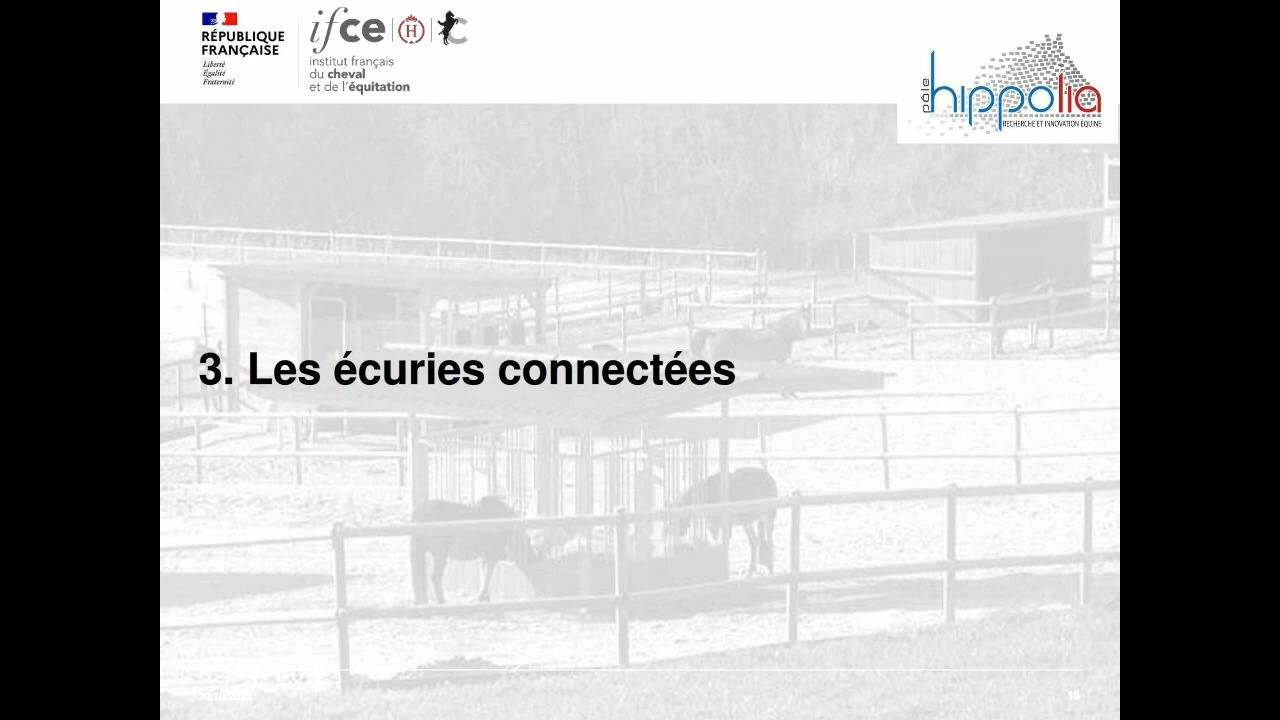 RÉPUBLIQUE
FRANÇAISE
Liberté
Égalité
Fraternité
ifce
H
institut français
du cheval
et de l'équitation
pôle
hippolia
RECHERCHE ET INNOVATION ÉQUINE
3. Les écuries connectées